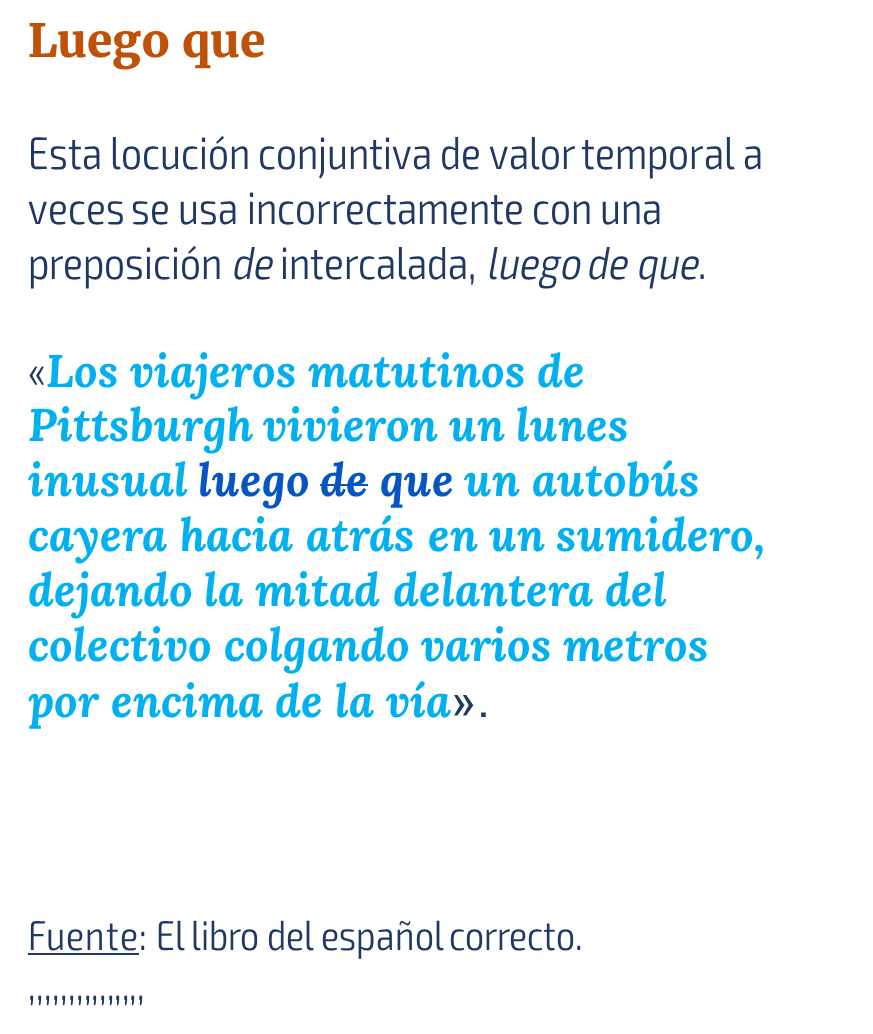 Luego que
Esta locución conjuntiva de valor temporal a
veces se usa incorrectamente con una
preposición de intercalada, luego de que.
«Los viajeros matutinos de
Pittsburgh vivieron un lunes
inusual luego de que un autobús
cayera hacia atrás en un sumidero,
dejando la mitad delantera del
colectivo colgando varios metros
por encima de la vía».
Fuente: El libro del español correcto.
,,,,,,,,,,,,,,,